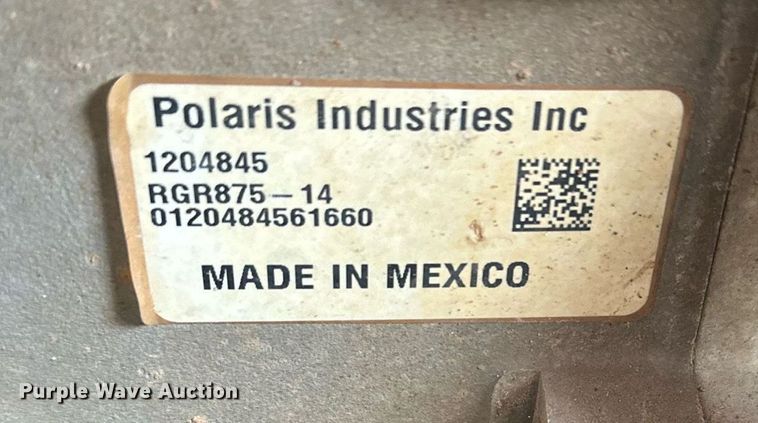 Polaris Industries Inc
1204845
RGR875-14
0120484561660
MADE IN MEXICO
Purple Wave Auction